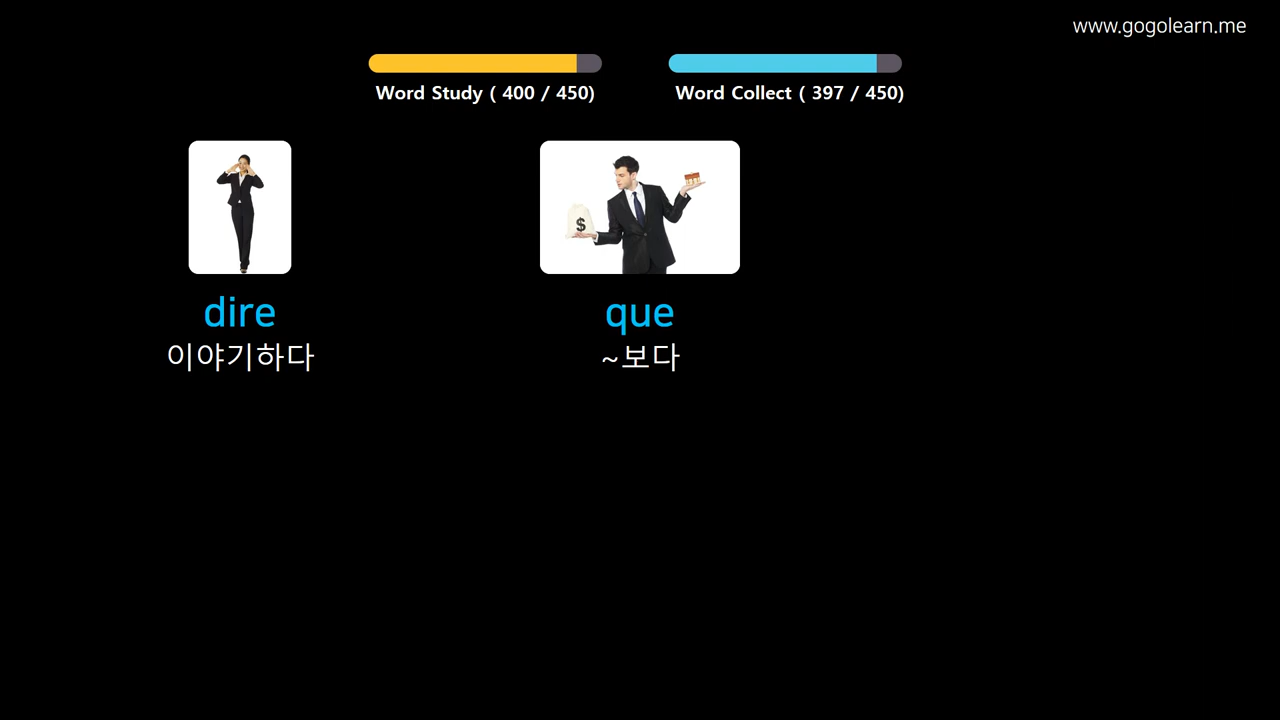 www.gogolearn.me
Word Study ( 400 / 450)
Word Collect ( 397 / 450)
$
dire
이야기하다
que
~보다